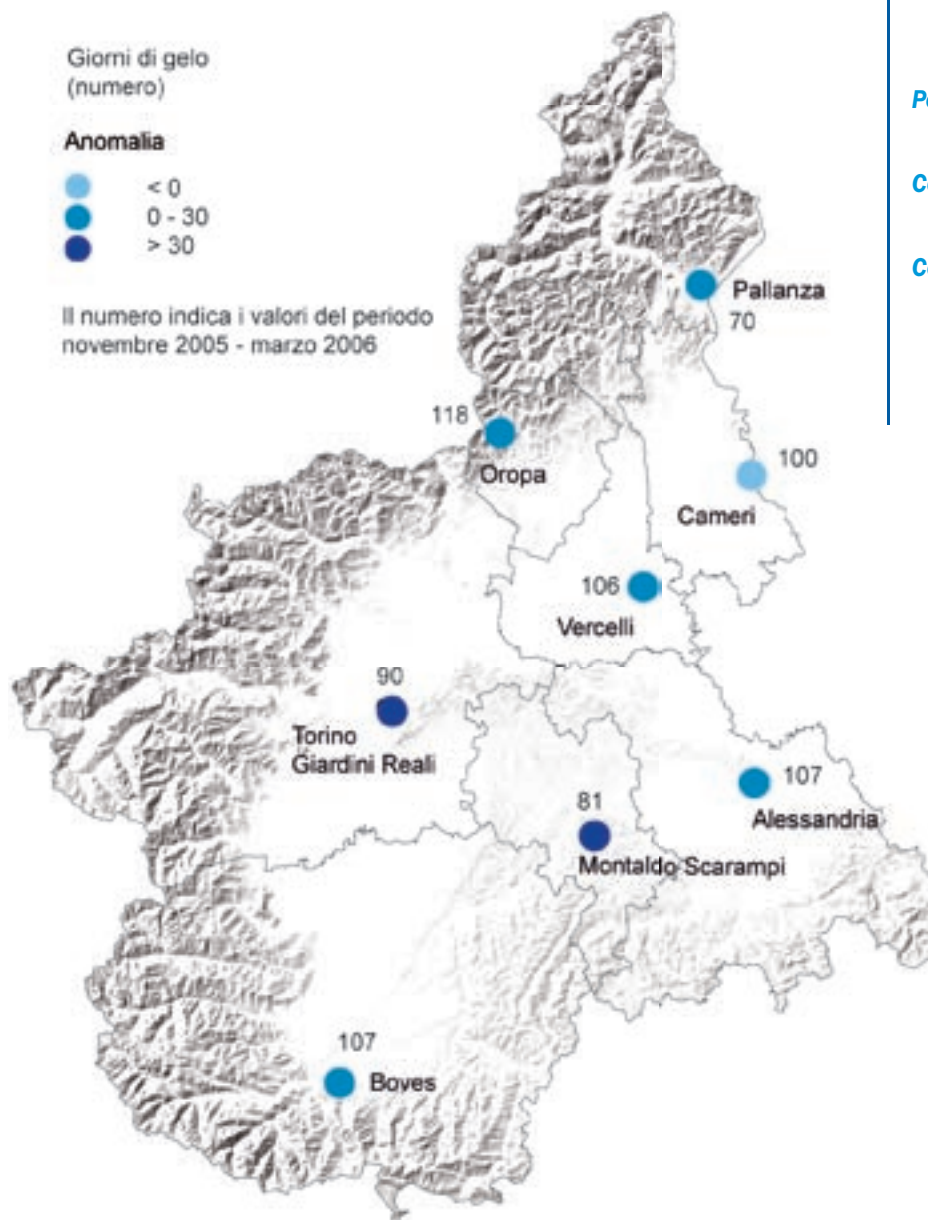 Giorni di gelo
(numero)
Anomalia
< 0
0 - 30
> 30
Il numero indica i valori del periodo
novembre 2005 - marzo 2006
Pallanza
70
118
Oropa
100
Cameri
106
Vercelli
90
Torino
Giardini Reali
107
Alessandria
81
Montaldo Scarampi
107
Boves